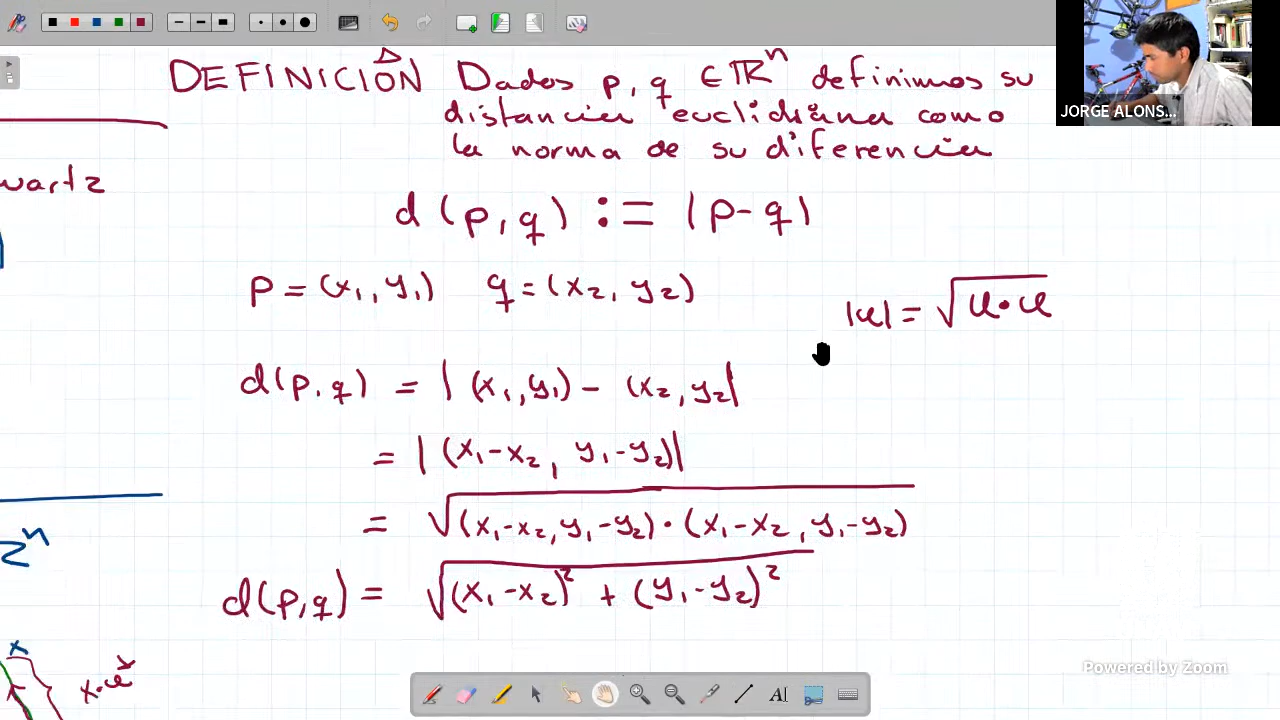 JORGE ALONS...
DEFINICIÓN Dados p, q ∈ ℝⁿ definimos su
distancia euclidiana como
la norma de su diferencia
wartz
d(p,q) := |p-q|
p = (x₁, y₁) q = (x₂, y₂)
|u| = √(u·u)
d(p,q) = |(x₁,y₁) - (x₂,y₂|
= |(x₁-x₂, y₁-y₂)|
= √((x₁-x₂, y₁-y₂)·(x₁-x₂, y₁-y₂))
d(p,q) = √((x₁-x₂)² + (y₁-y₂)²)
x
AI
Powered by Zoom